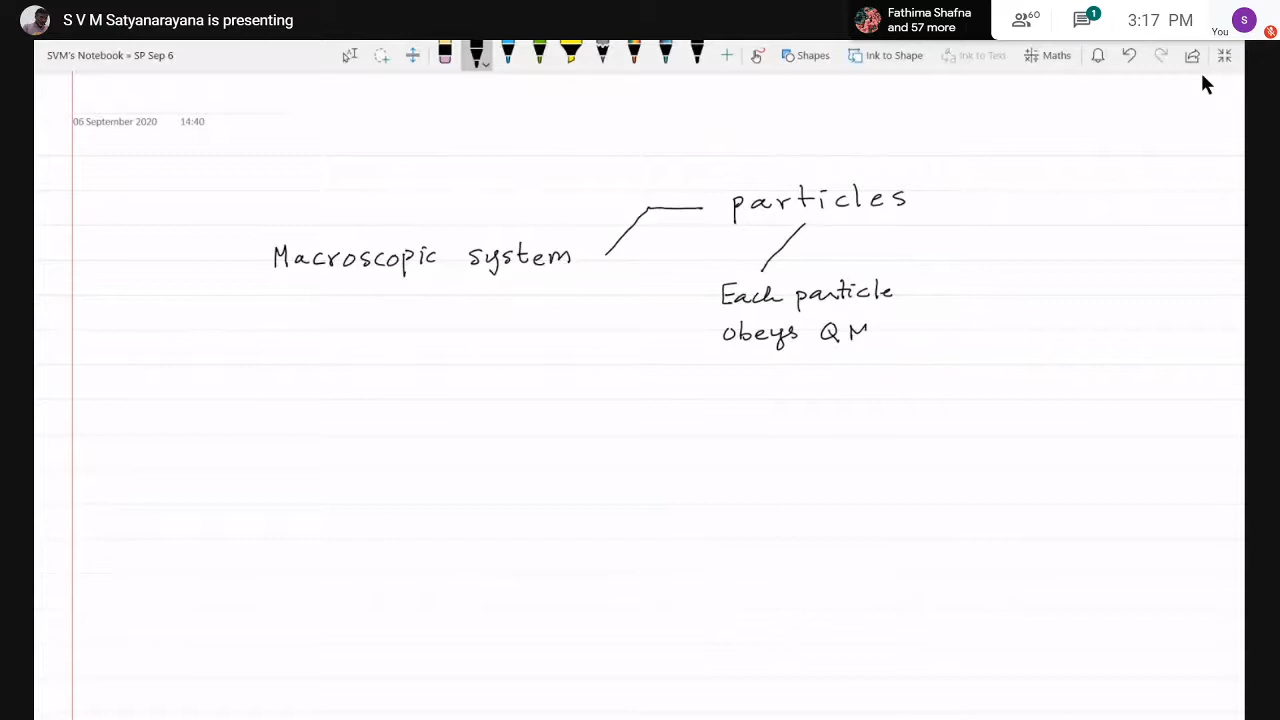 S V M Satyanarayana is presenting
Fathima Shafna
and 57 more
60
1
3:17 PM
S
You
SVM's Notebook » SP Sep 6
Shapes
Ink to Shape
Ink to Text
Maths
06 September 2020 14:40
particles
Macroscopic system
Each particle
obeys QM